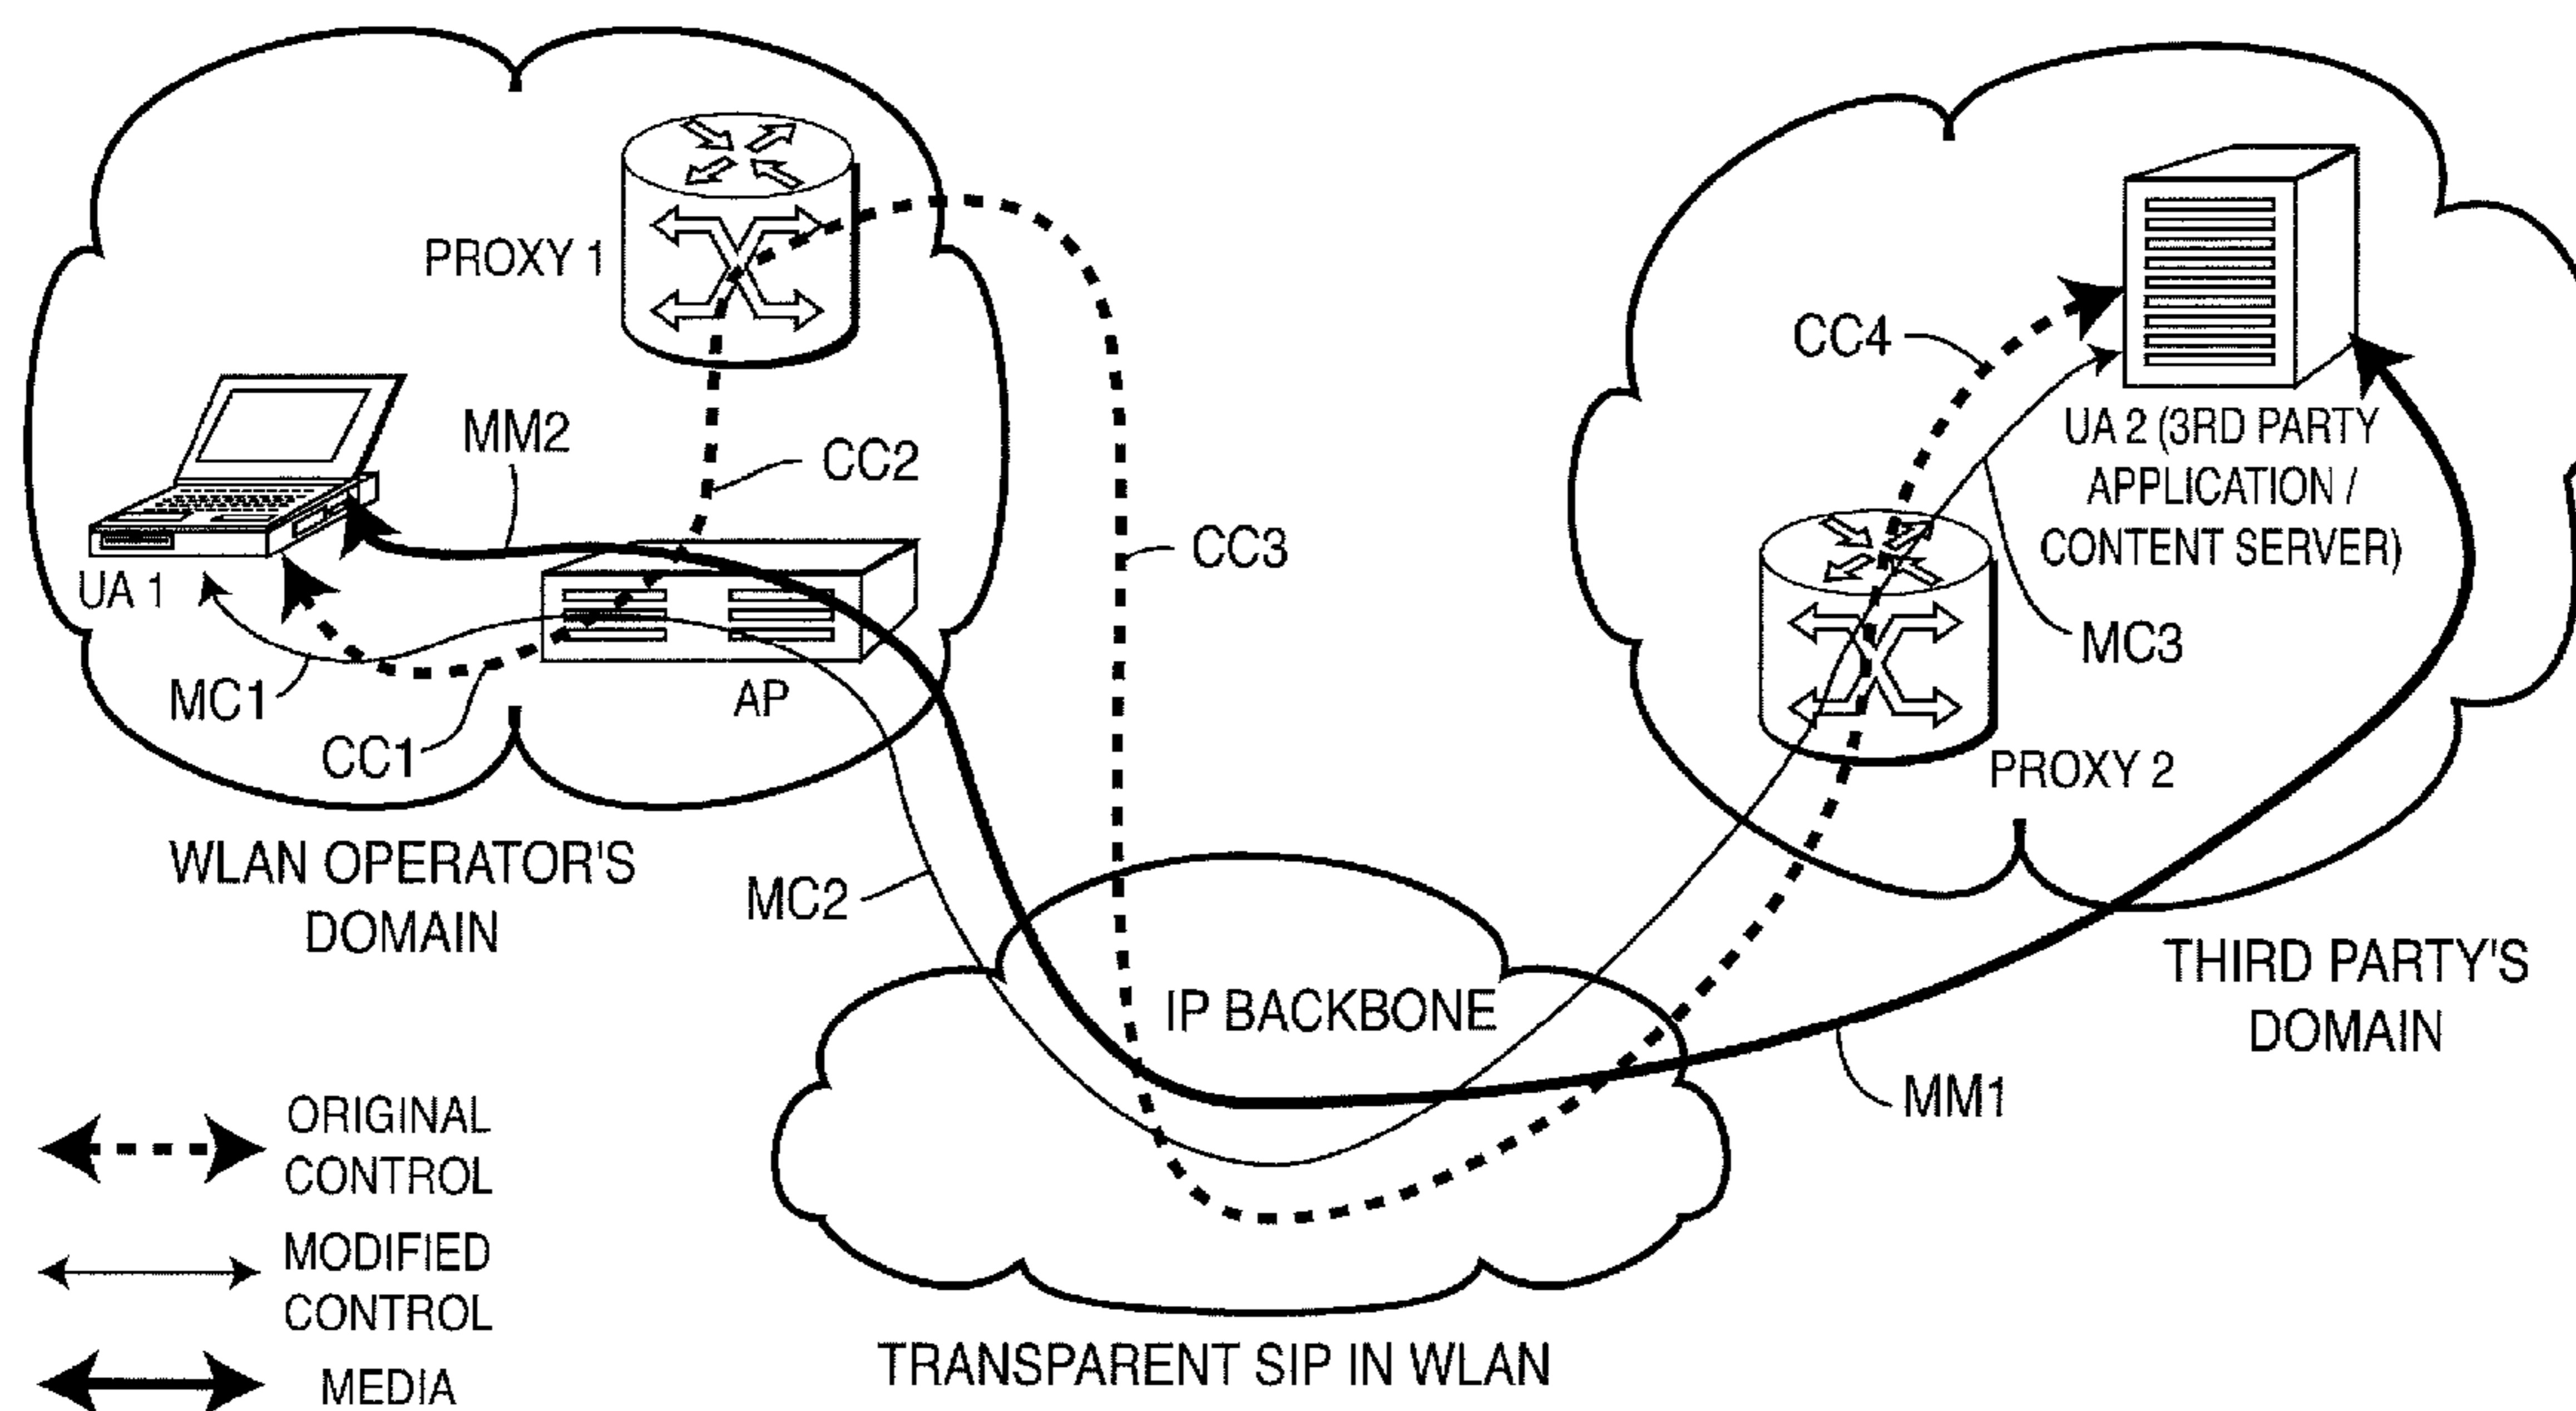 PROXY 1
MM2
CC2
UA 1
MC1
CC1
AP
WLAN OPERATOR'S
DOMAIN
CC3
MC2
IP BACKBONE
CC4
UA 2 (3RD PARTY
APPLICATION /
CONTENT SERVER)
MC3
PROXY 2
THIRD PARTY'S
DOMAIN
MM1
ORIGINAL
CONTROL
MODIFIED
CONTROL
MEDIA
TRANSPARENT SIP IN WLAN